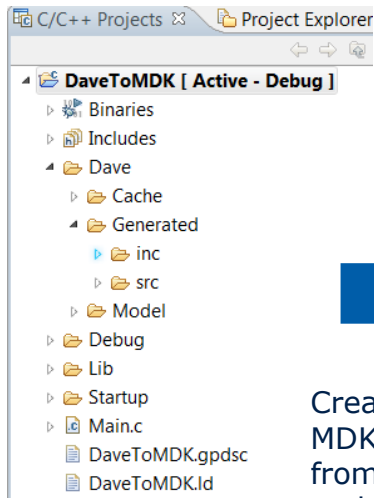 C/C++ Projects
Project Explorer
DaveToMDK [ Active - Debug ]
Binaries
Includes
Dave
Cache
Generated
inc
src
Model
Debug
Lib
Startup
Main.c
DaveToMDK.gpdsc
DaveToMDK.ld
Crea
MDK
from